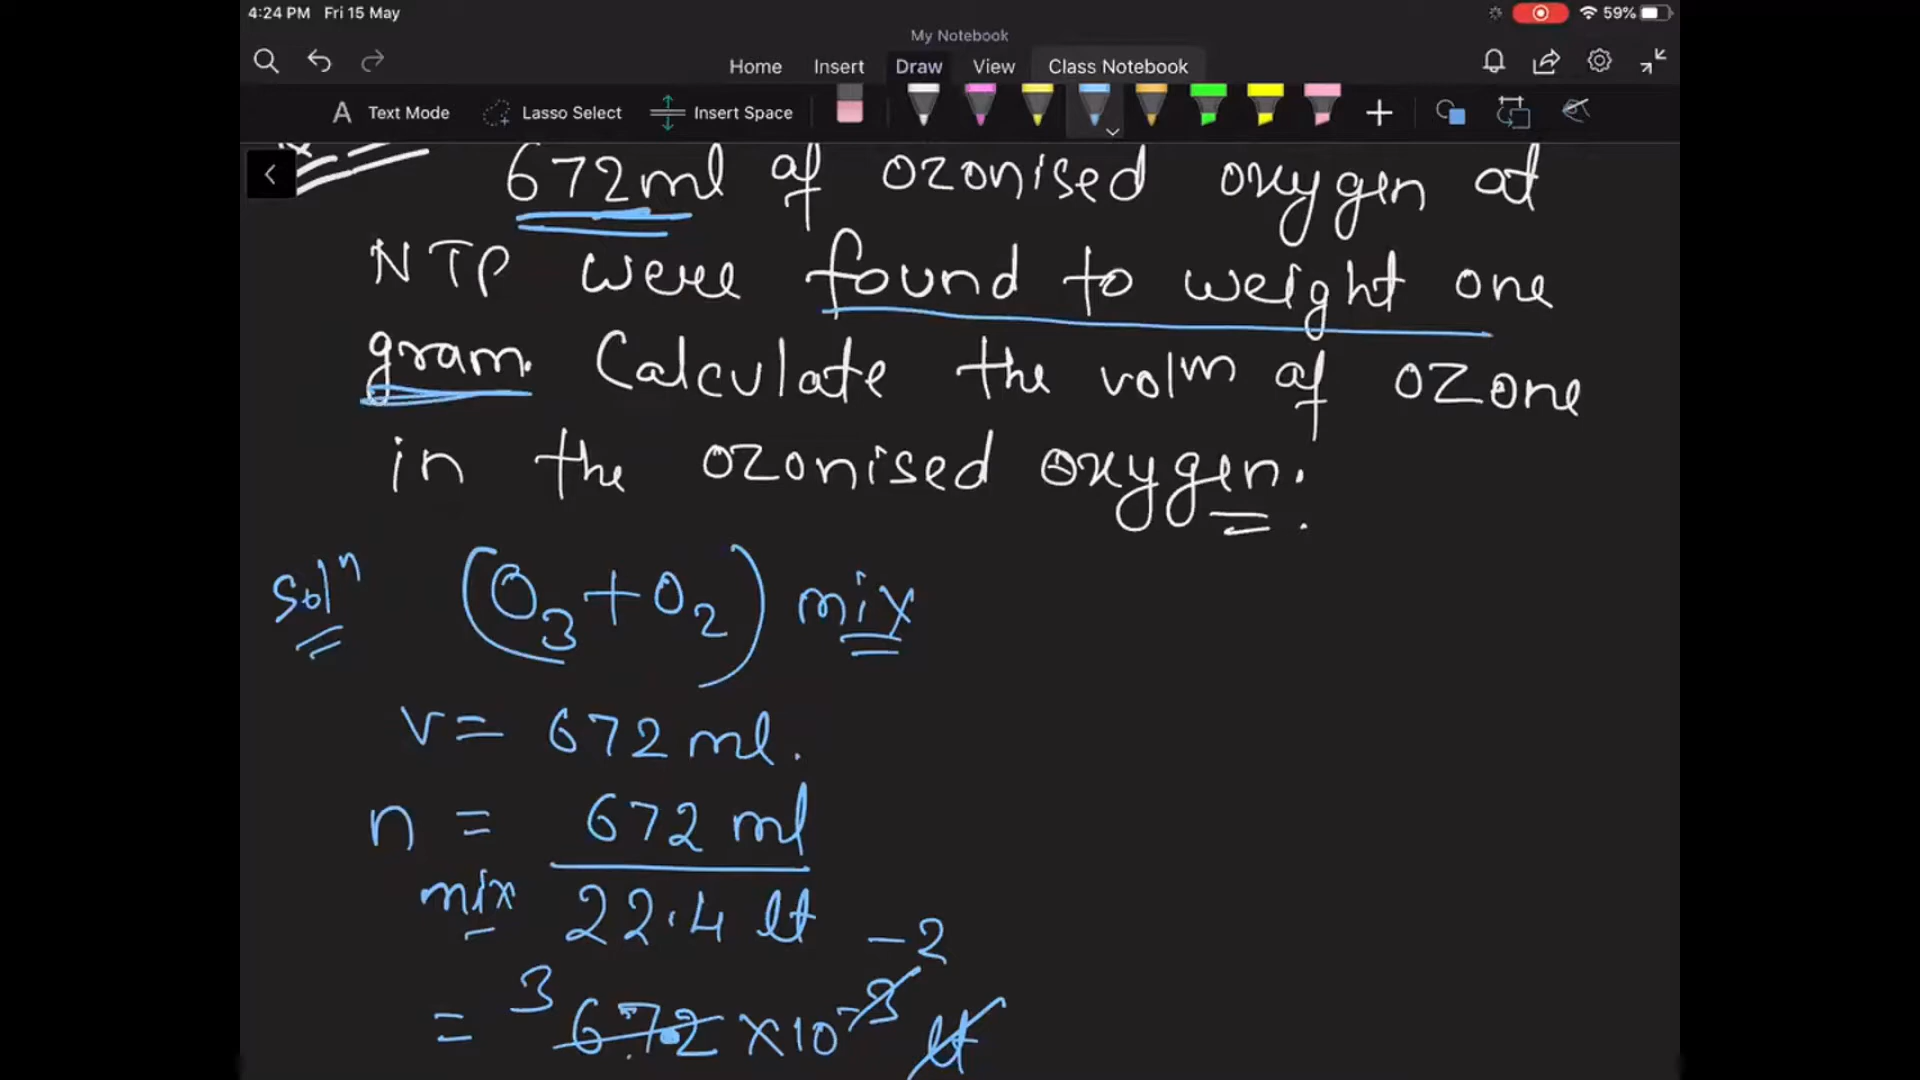 4:24 PM Fri 15 May
59%
My Notebook
Home Insert Draw View Class Notebook
Text Mode Lasso Select Insert Space
672ml of ozonised oxygen at
NTP were found to weight one
gram. Calculate the volm of ozone
in the ozonised oxygen.
Solⁿ (O₃+O₂) mix
v= 672 ml.
n = 672 ml
mix 22.4 lt
-2
= 3 672 ×10⁻³ lt